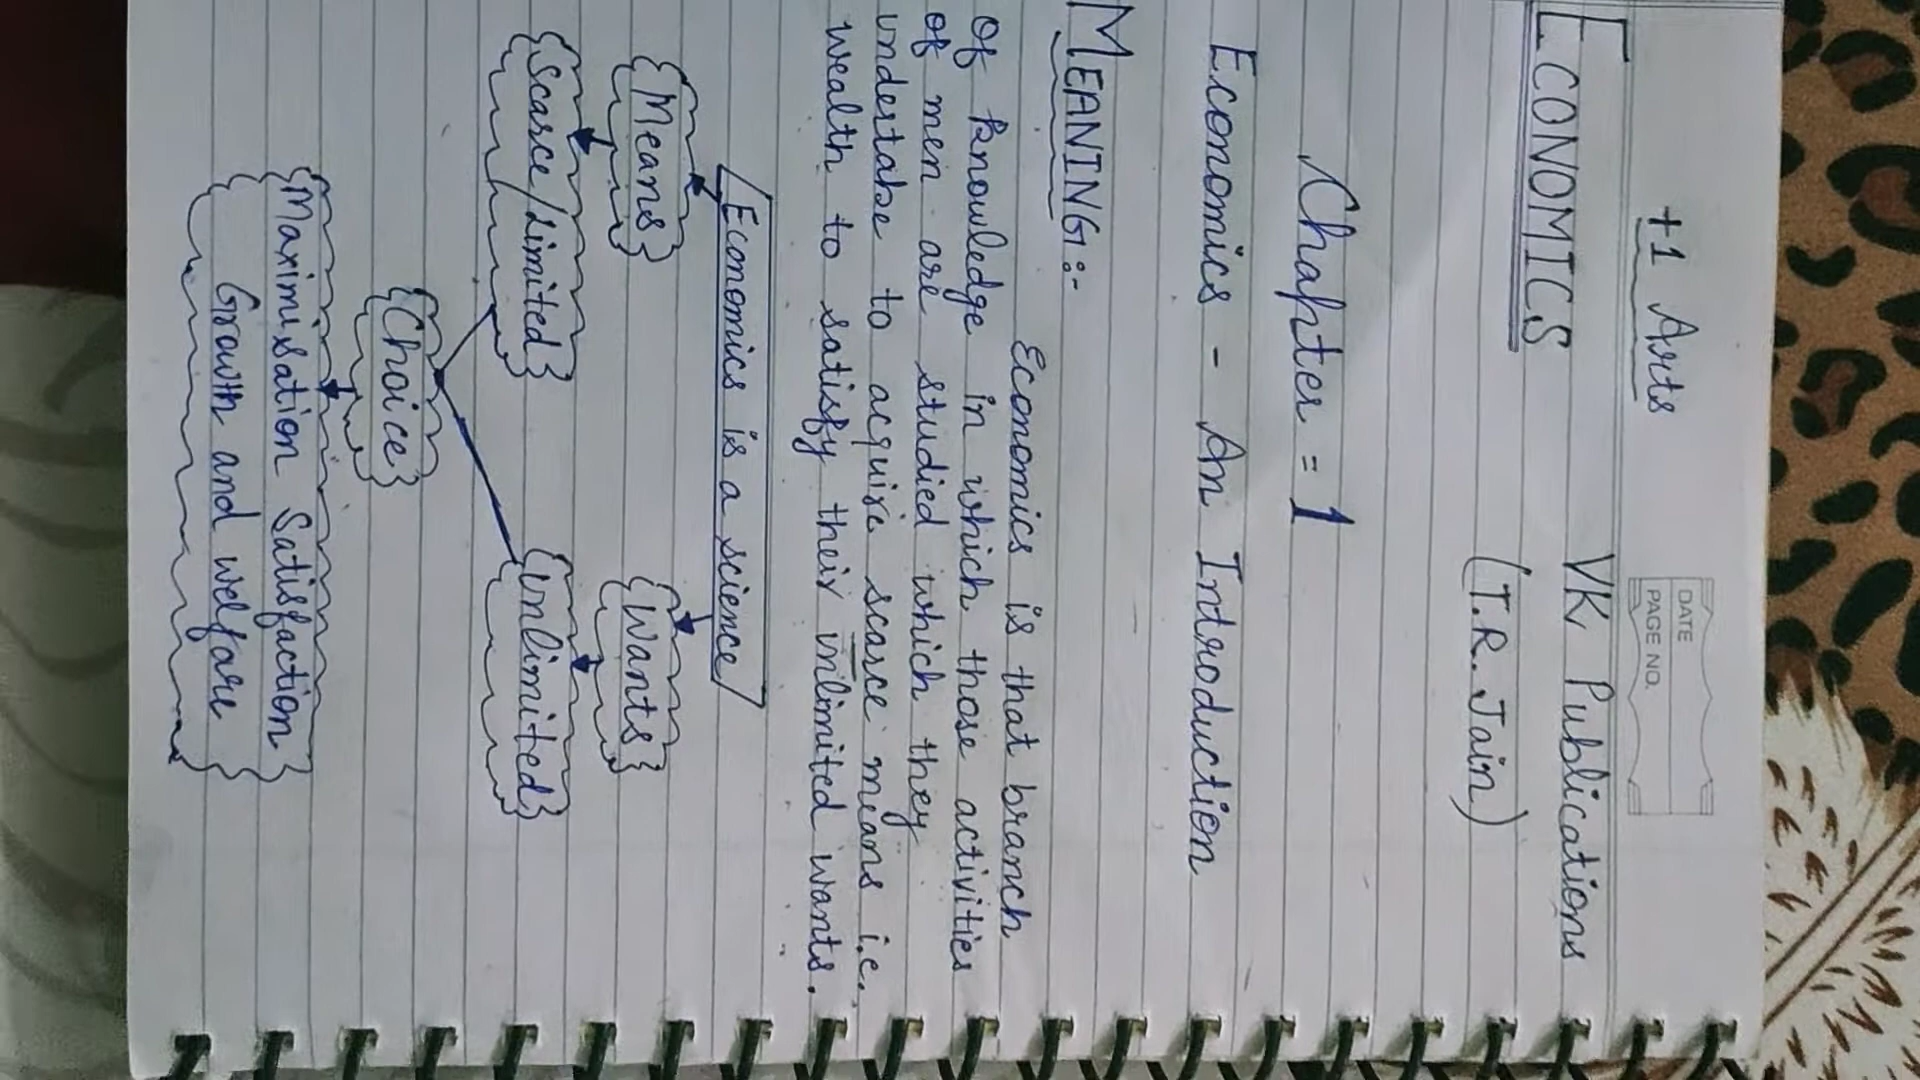 +1 Arts
DATE
PAGE NO.
ECONOMICS VK Publications
(T.R. Jain)
Chapter = 1
Economics - An Introduction
MEANING:-
Economics is that branch
of knowledge in which those activities
of men are studied which they
undertake to acquire scarce means i.e.
wealth to satisfy their unlimited wants.
Economics is a science
Means Wants
Scarce/Limited Unlimited
Choice
Maximisation Satisfaction
Growth and welfare